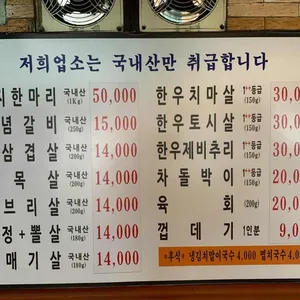 저희업소는 국내산만 취급합니다
지한마리 국내산 (1Kg) 50,000
념갈비 국내산 (250g) 15,000
삼겹살 국내산 (200g) 14,000
목살 국내산 (200g) 14,000
브리살 국내산 (200g) 14,000
정+뽈살 국내산 (180g) 14,000
매기살 국내산 (180g) 14,000
한우치마살 1++등급 (150g) 30,0
한우토시살 1++등급 (150g) 30,0
한우제비추리 1++등급 (150g) 30,0
차돌박이 1++등급 (150g) 30,0
육회 (200g) 20,0
껍데기 1인분 9,0
*후식* 냉김치말이국수 4,000 멸치국수 4,0